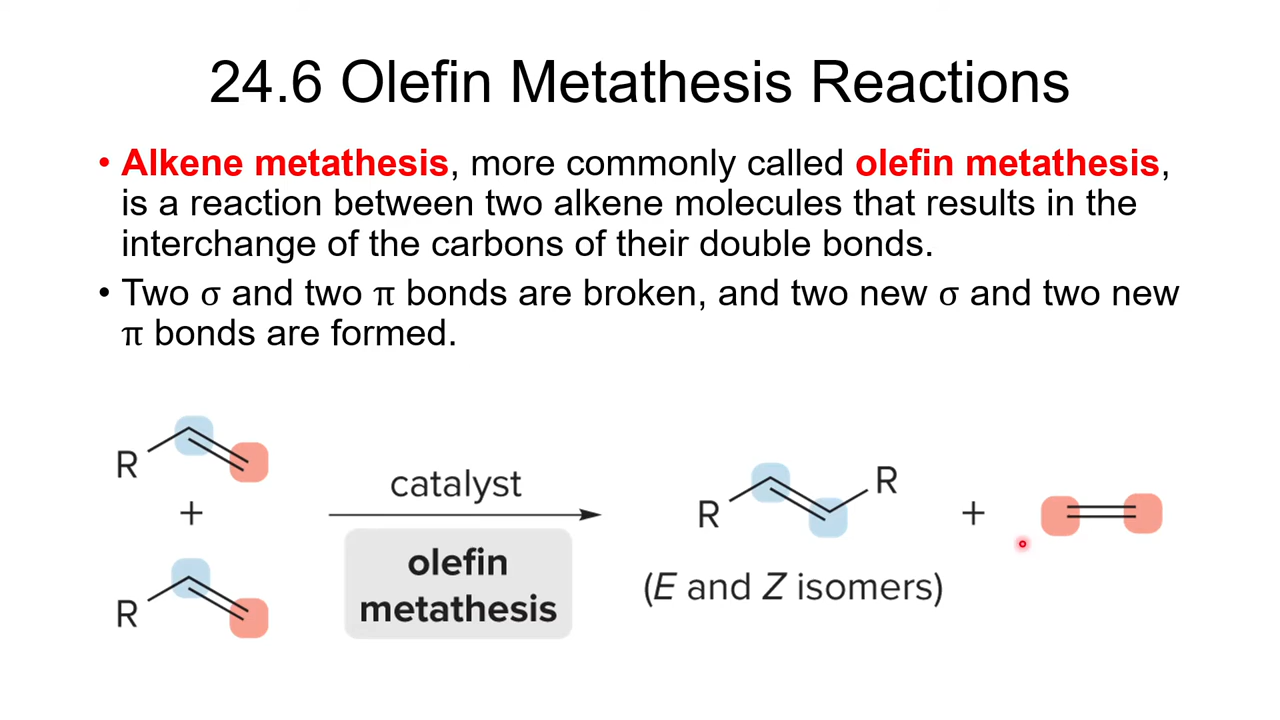 24.6 Olefin Metathesis Reactions
• Alkene metathesis, more commonly called olefin metathesis,
is a reaction between two alkene molecules that results in the
interchange of the carbons of their double bonds.
• Two σ and two π bonds are broken, and two new σ and two new
π bonds are formed.
R
+
R
catalyst
olefin
metathesis
R
R
+
(E and Z isomers)